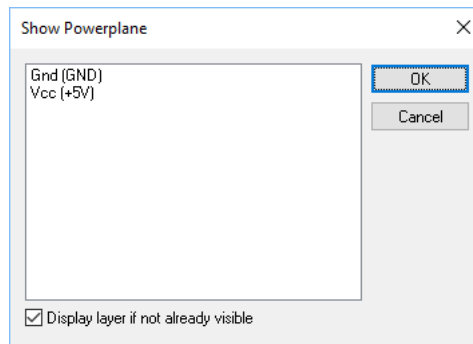 Show Powerplane
Gnd (GND)
Vcc (+5V)
OK
Cancel
Display layer if not already visible